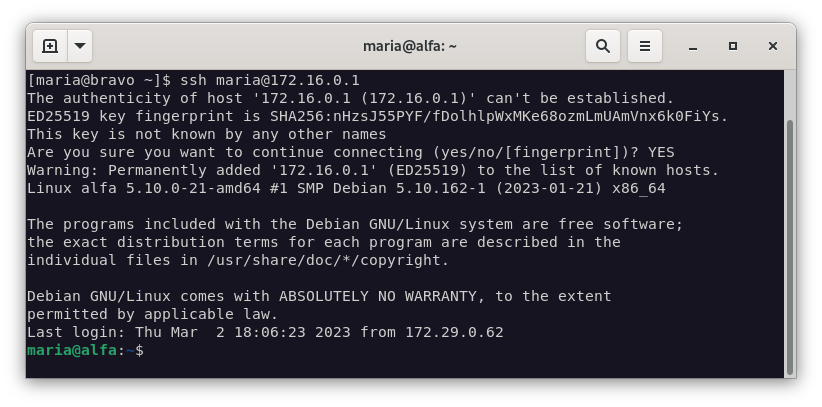 maria@alfa: ~
[maria@bravo ~]$ ssh maria@172.16.0.1
The authenticity of host '172.16.0.1 (172.16.0.1)' can't be established.
ED25519 key fingerprint is SHA256:nHzsJ55PYF/fDolhlpWxMKe68ozmLmUAmVnx6k0FiYs.
This key is not known by any other names
Are you sure you want to continue connecting (yes/no/[fingerprint])? YES
Warning: Permanently added '172.16.0.1' (ED25519) to the list of known hosts.
Linux alfa 5.10.0-21-amd64 #1 SMP Debian 5.10.162-1 (2023-01-21) x86_64

The programs included with the Debian GNU/Linux system are free software;
the exact distribution terms for each program are described in the
individual files in /usr/share/doc/*/copyright.

Debian GNU/Linux comes with ABSOLUTELY NO WARRANTY, to the extent
permitted by applicable law.
Last login: Thu Mar  2 18:06:23 2023 from 172.29.0.62
maria@alfa:~$